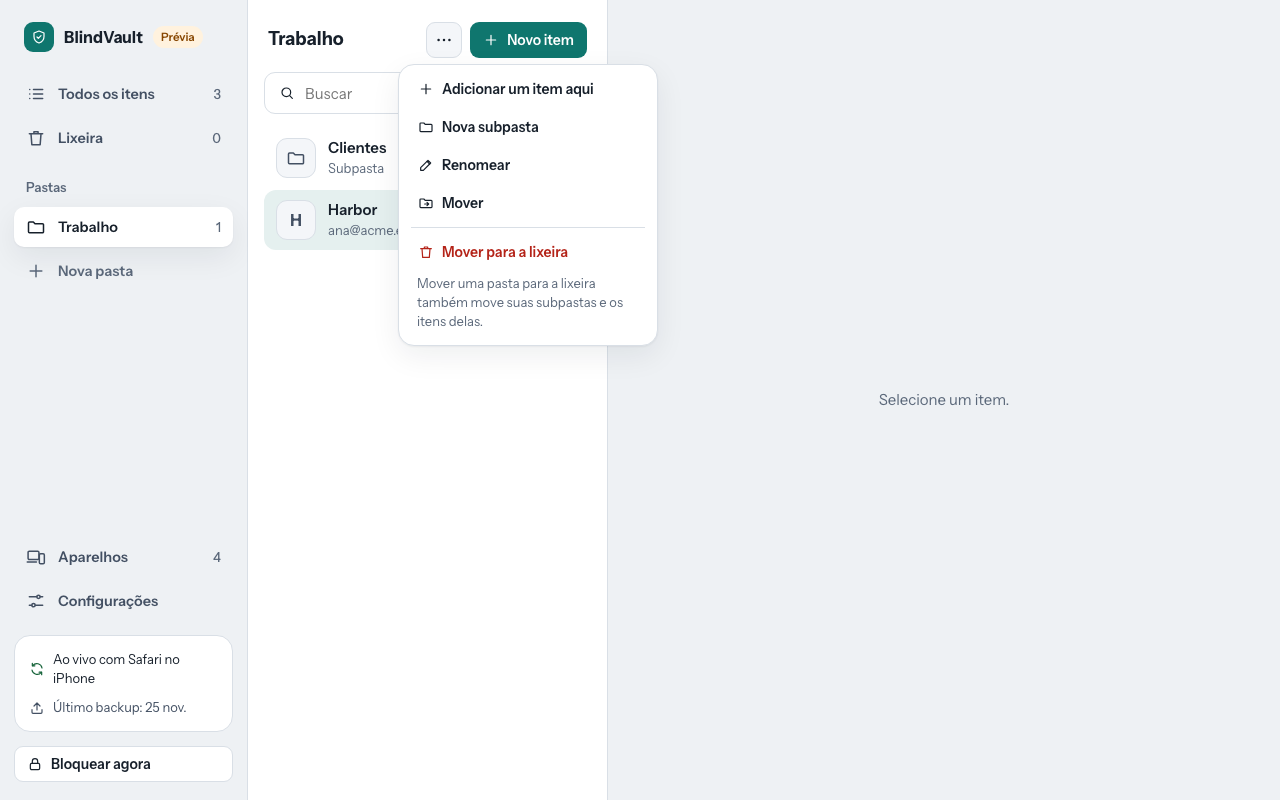 BlindVault Prévia
Todos os itens 3
Lixeira 0
Pastas
Trabalho 1
Nova pasta
Aparelhos 4
Configurações
Ao vivo com Safari no
iPhone
Último backup: 25 nov.
Bloquear agora
Trabalho
Novo item
Buscar
Clientes
Subpasta
H
Harbor
Adicionar um item aqui
Nova subpasta
Renomear
Mover
Mover para a lixeira
Mover uma pasta para a lixeira
também move suas subpastas e os
itens delas.
Selecione um item.